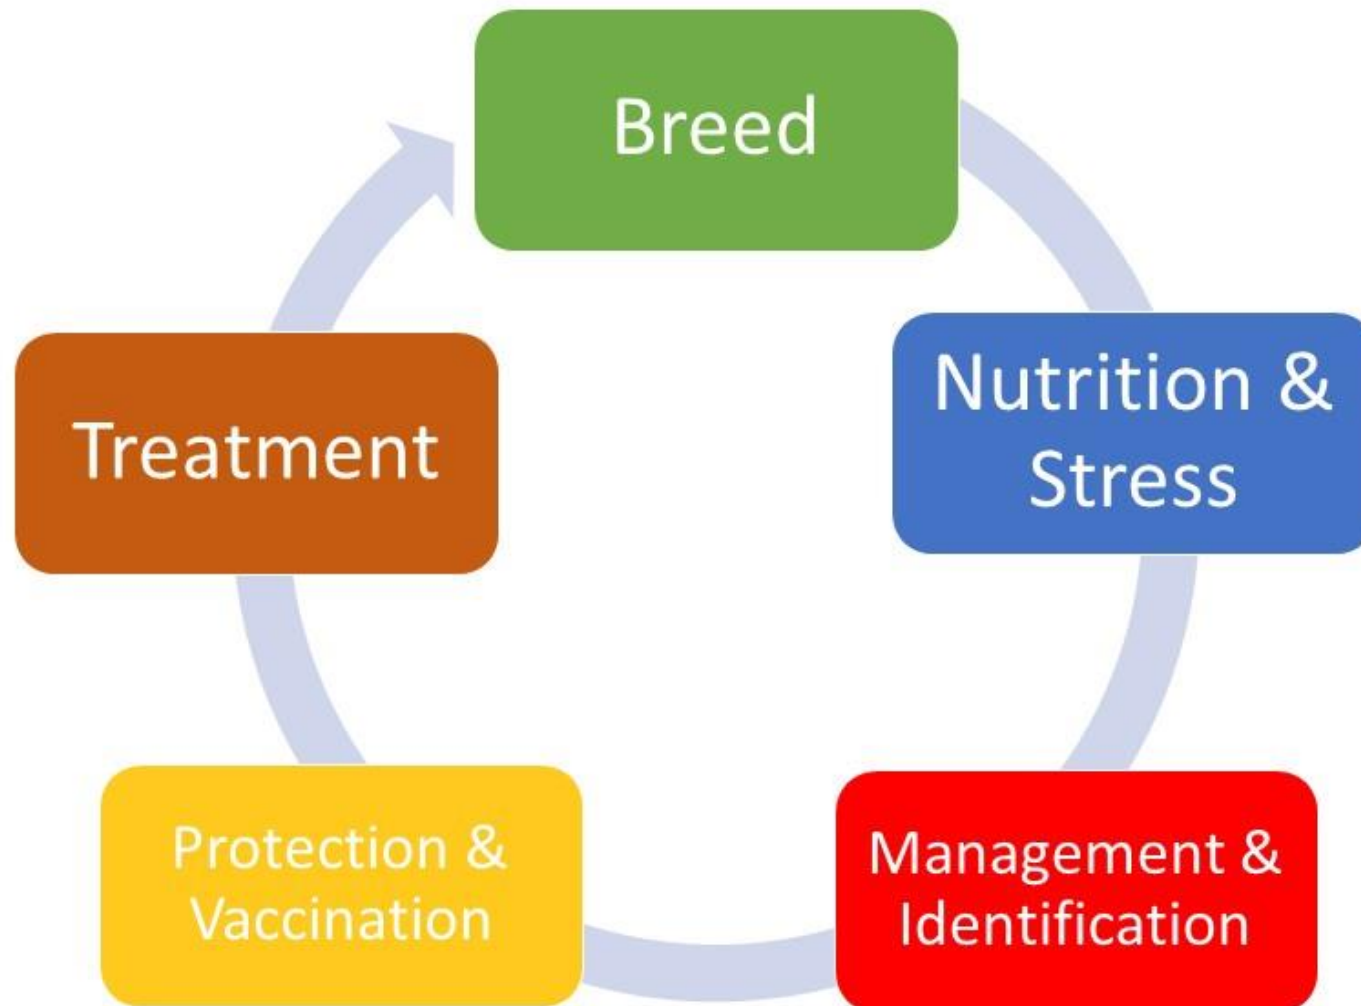 Breed
Nutrition &
Stress
Management &
Identification
Protection &
Vaccination
Treatment